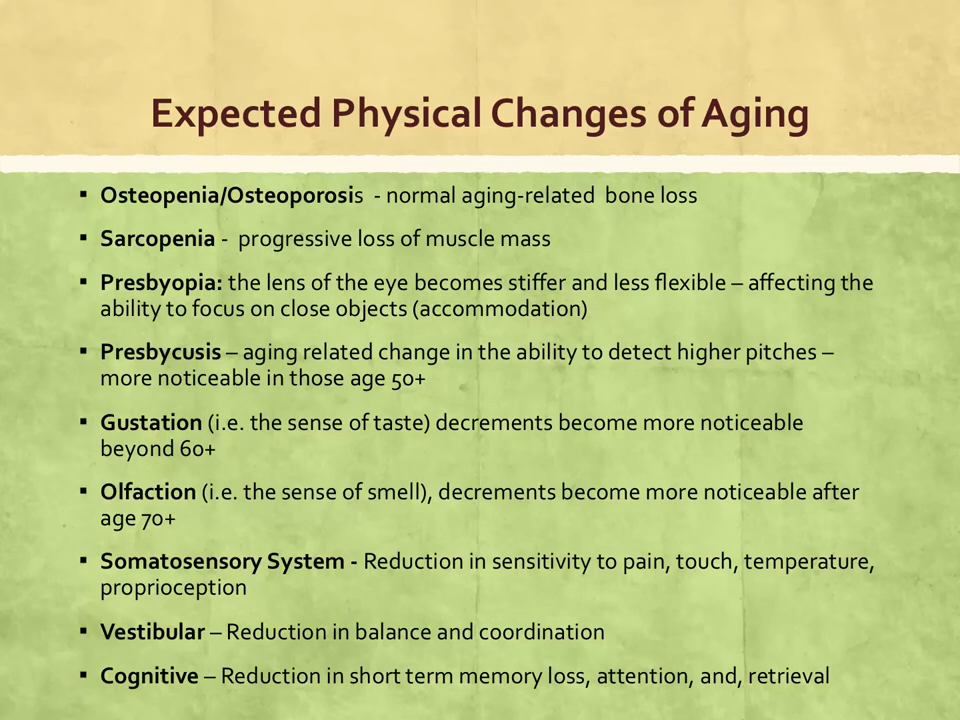 Expected Physical Changes of Aging
▪ Osteopenia/Osteoporosis - normal aging-related bone loss
▪ Sarcopenia - progressive loss of muscle mass
▪ Presbyopia: the lens of the eye becomes stiffer and less flexible – affecting the
ability to focus on close objects (accommodation)
▪ Presbycusis – aging related change in the ability to detect higher pitches –
more noticeable in those age 50+
▪ Gustation (i.e. the sense of taste) decrements become more noticeable
beyond 60+
▪ Olfaction (i.e. the sense of smell), decrements become more noticeable after
age 70+
▪ Somatosensory System - Reduction in sensitivity to pain, touch, temperature,
proprioception
▪ Vestibular – Reduction in balance and coordination
▪ Cognitive – Reduction in short term memory loss, attention, and, retrieval